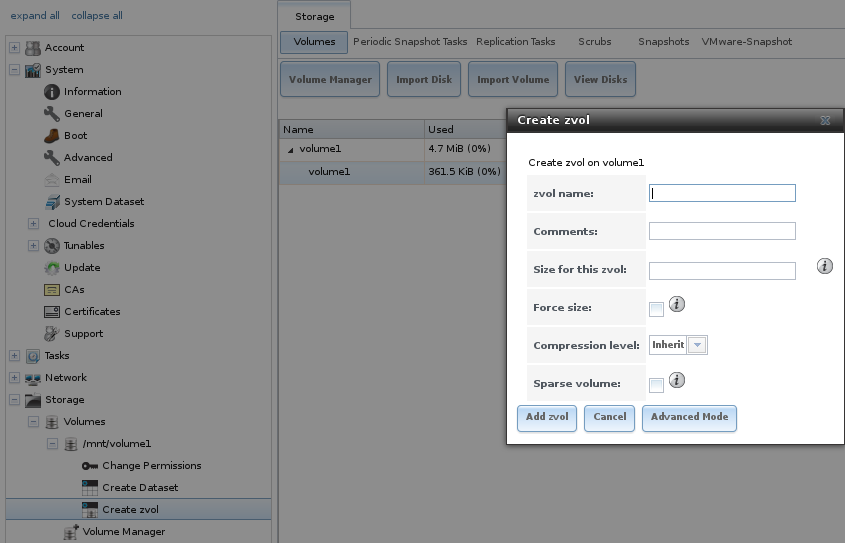 expand all collapse all
Account
System
Information
General
Boot
Advanced
Email
System Dataset
Cloud Credentials
Tunables
Update
CAs
Certificates
Support
Tasks
Network
Storage
Volumes
/mnt/volume1
Change Permissions
Create Dataset
Create zvol
Volume Manager
Storage
Volumes Periodic Snapshot Tasks Replication Tasks Scrubs Snapshots VMware-Snapshot
Volume Manager Import Disk Import Volume View Disks
Name Used
volume1 4.7 MiB (0%)
volume1 361.5 KiB (0%)
Create zvol
Create zvol on volume1
zvol name:
Comments:
Size for this zvol:
Force size:
Compression level: Inherit
Sparse volume:
Add zvol Cancel Advanced Mode